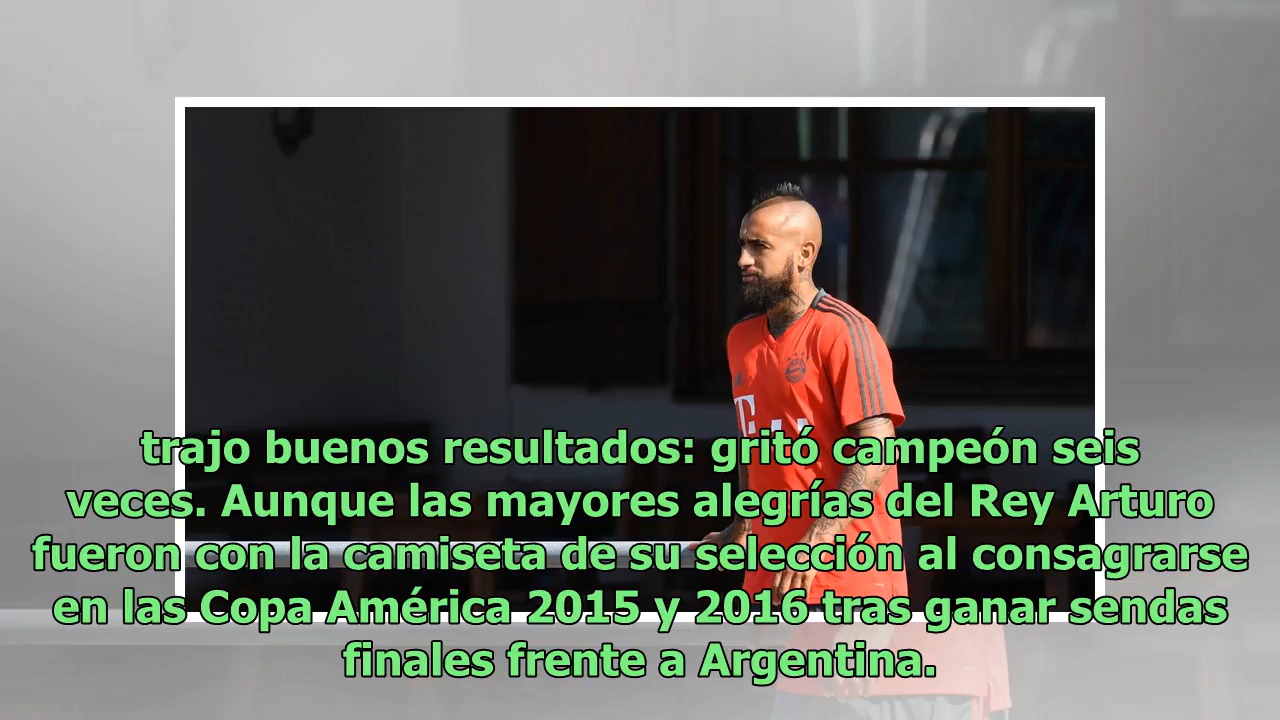 trajo buenos resultados: gritó campeón seis
veces. Aunque las mayores alegrías del Rey Arturo
fueron con la camiseta de su selección al consagrarse
en las Copa América 2015 y 2016 tras ganar sendas
finales frente a Argentina.